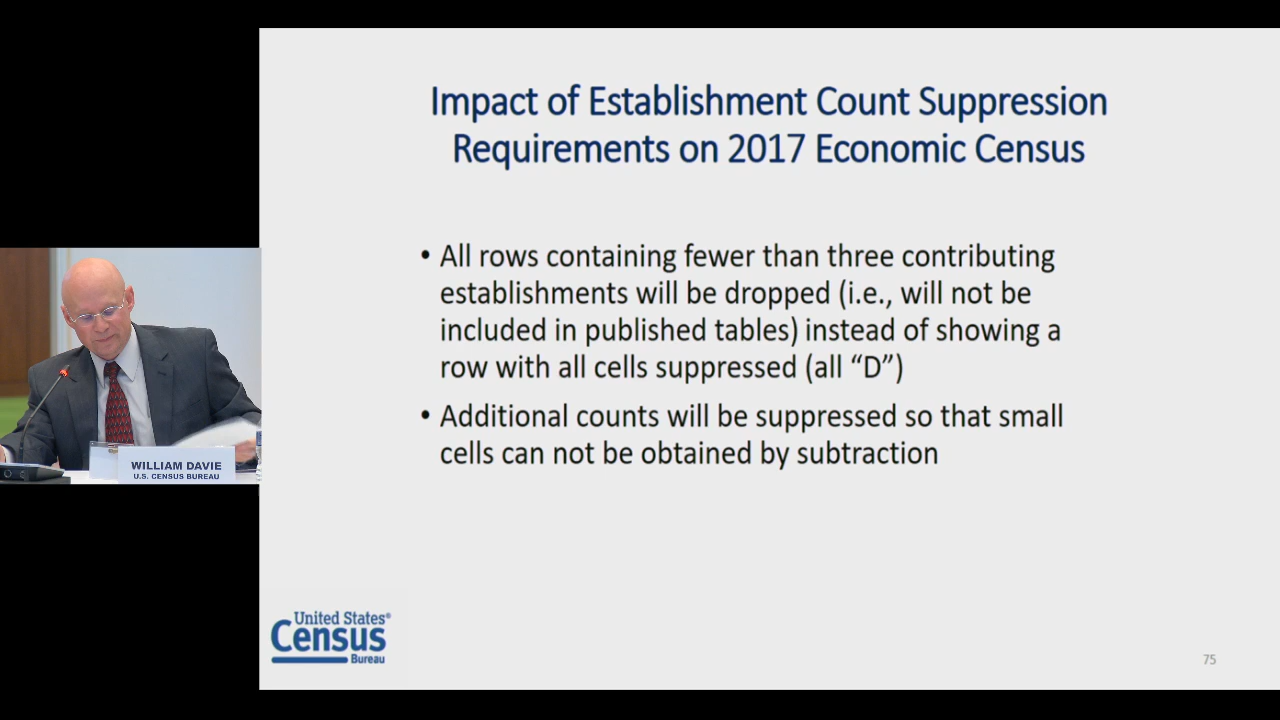 Impact of Establishment Count Suppression
Requirements on 2017 Economic Census
• All rows containing fewer than three contributing
establishments will be dropped (i.e., will not be
included in published tables) instead of showing a
row with all cells suppressed (all “D”)
• Additional counts will be suppressed so that small
cells can not be obtained by subtraction
WILLIAM DAVIE
U.S. CENSUS BUREAU
United States®
Census
Bureau
75